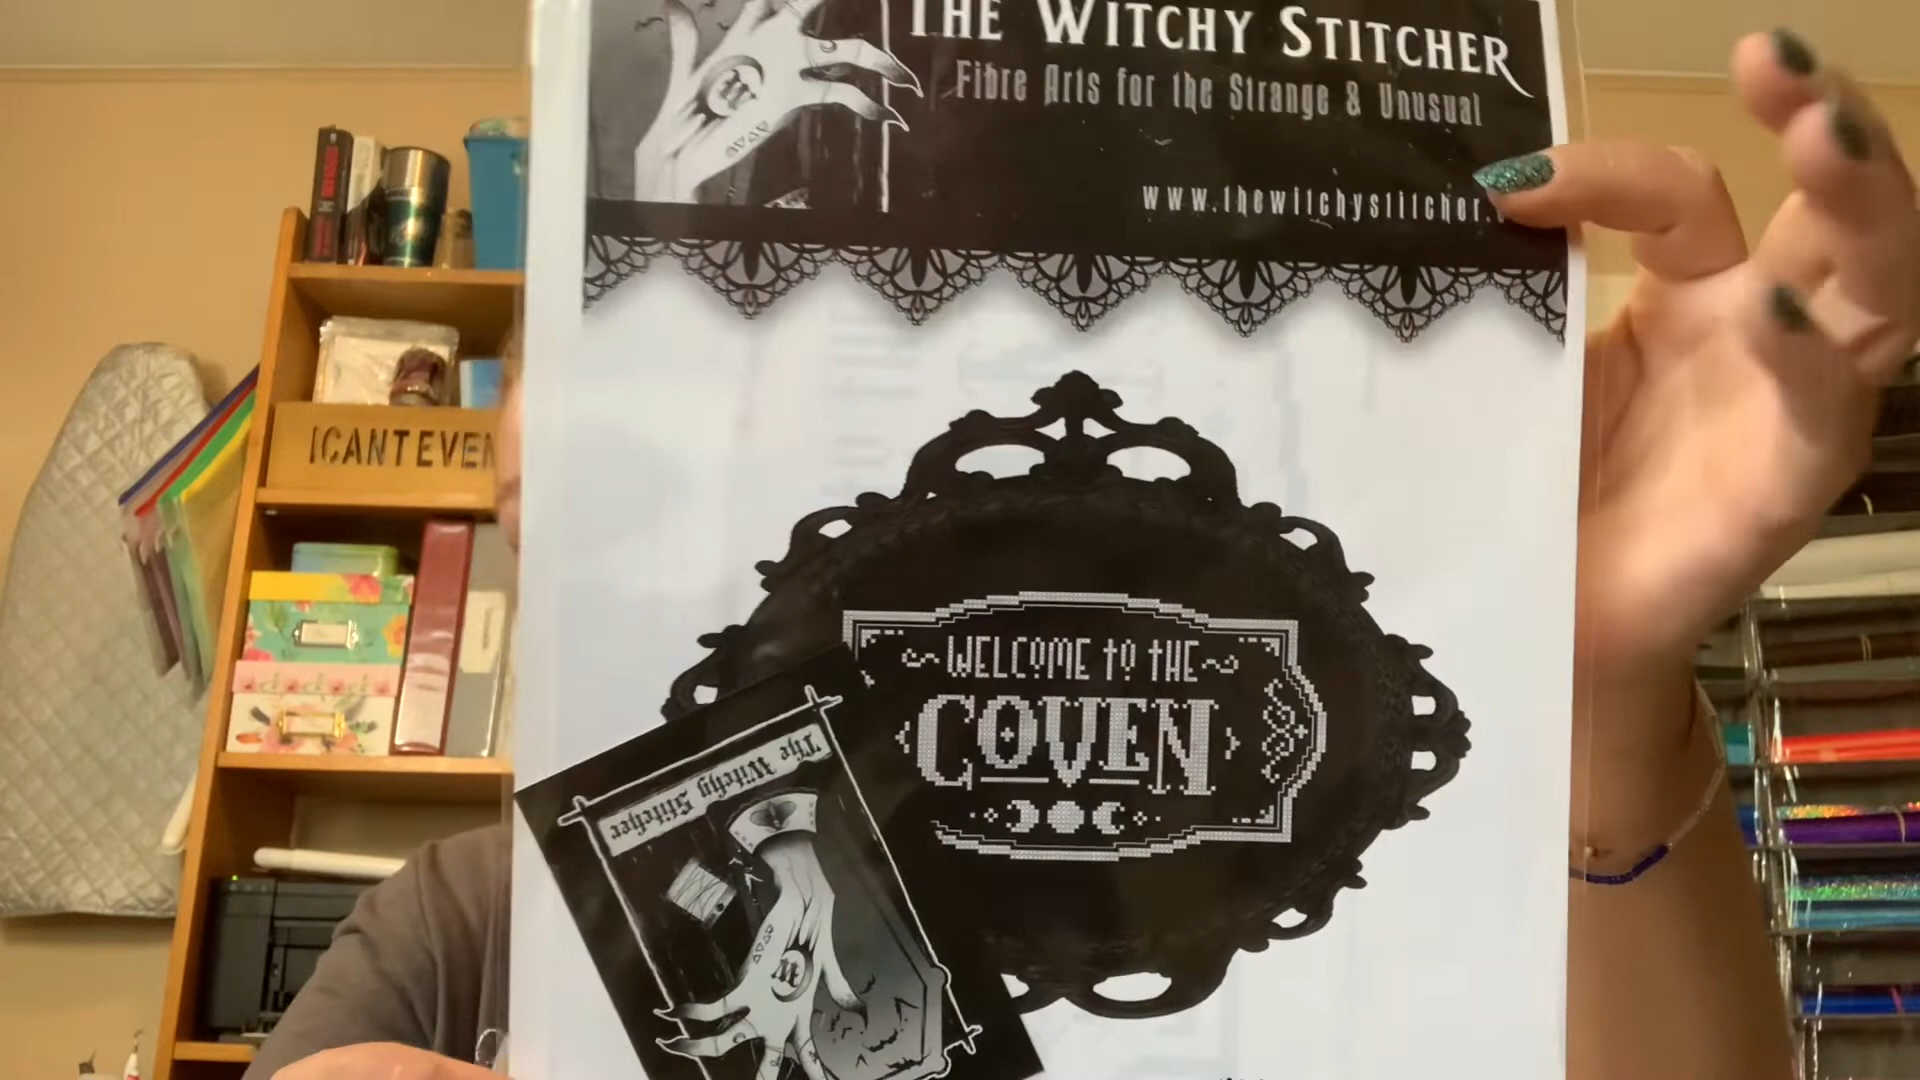 THE WITCHY STITCHER
Fibre Arts for the Strange & Unusual
www.thewitchystitcher.
ICANTEVEN
WELCOME TO THE
COVEN
The Witchy Stitcher
W